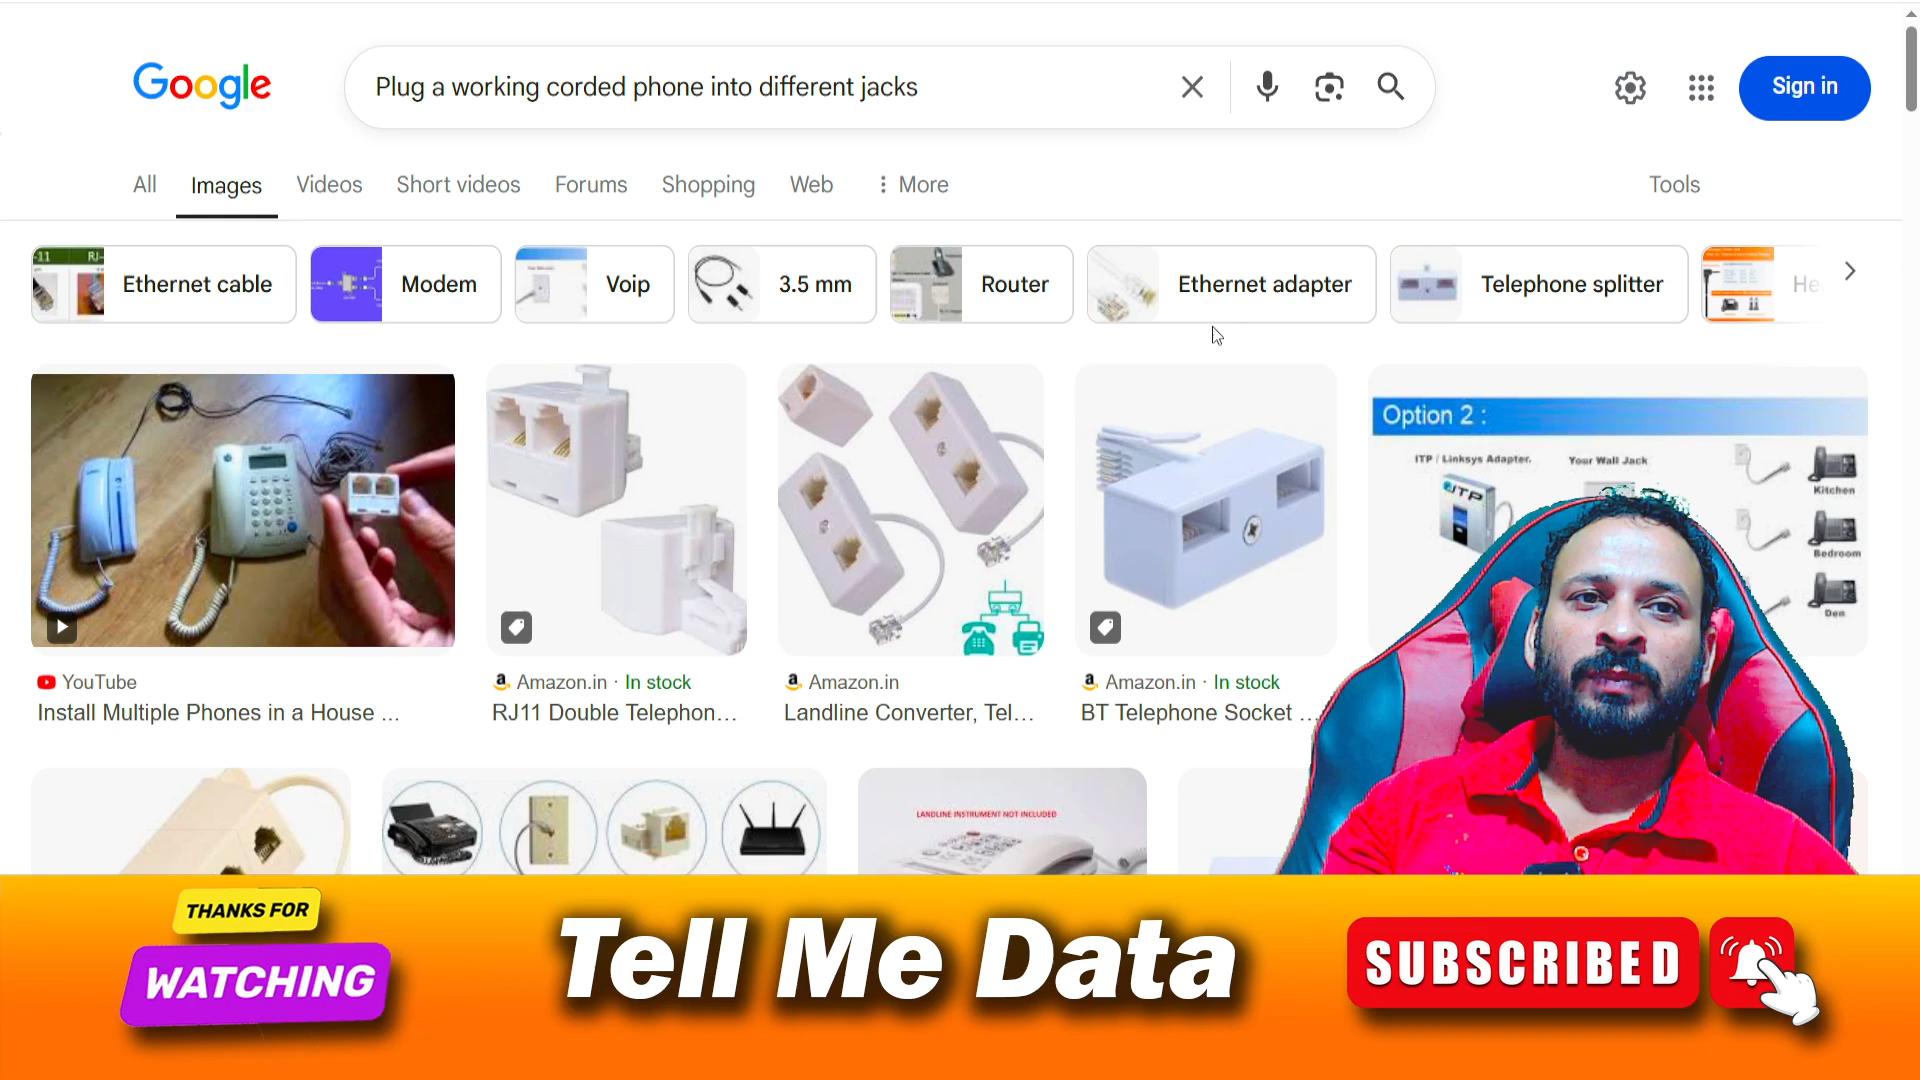 Google
Plug a working corded phone into different jacks
Sign in
All
Images
Videos
Short videos
Forums
Shopping
Web
More
Tools
-11 RJ-
Ethernet cable
Modem
Voip
3.5 mm
Router
Ethernet adapter
Telephone splitter
He
Option 2 :
ITP / Linksys Adapter.
Your Wall Jack
ITP
Kitchen
Bedroom
Den
YouTube
Install Multiple Phones in a House ...
Amazon.in · In stock
RJ11 Double Telephon...
Amazon.in
Landline Converter, Tel...
Amazon.in · In stock
BT Telephone Socket ...
LANDLINE INSTRUMENT NOT INCLUDED
THANKS FOR
WATCHING
Tell Me Data
SUBSCRIBED